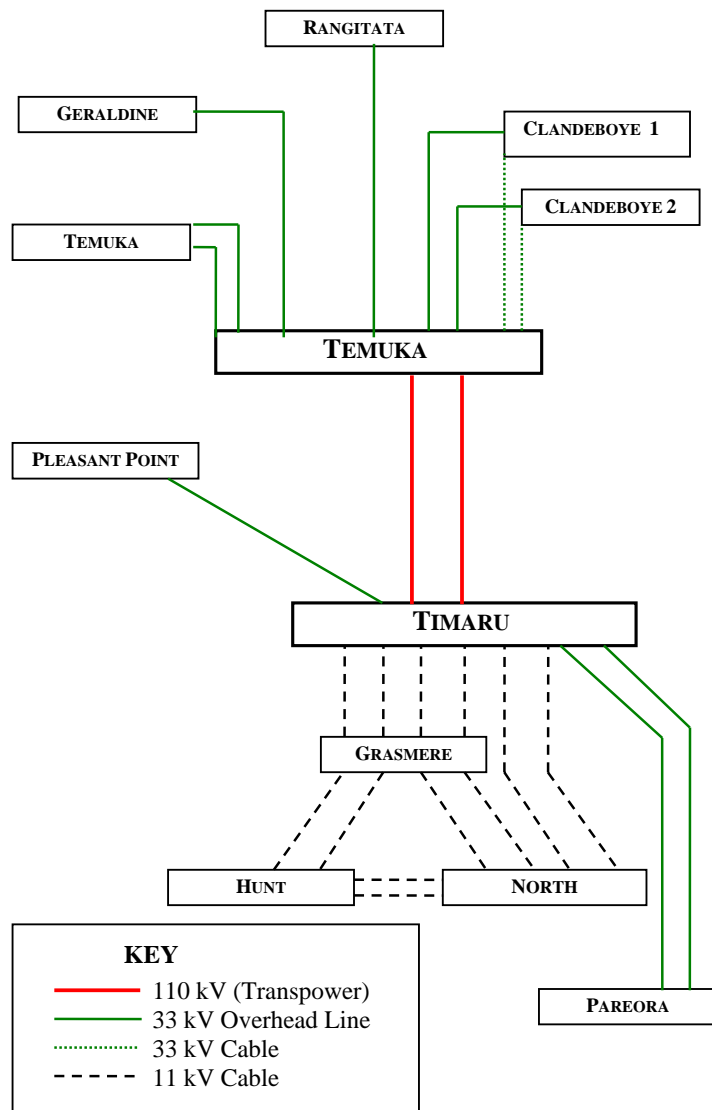 RANGITATA
GERALDINE
CLANDEBOYE 1
CLANDEBOYE 2
TEMUKA
TEMUKA
PLEASANT POINT
TIMARU
GRASMERE
HUNT
NORTH
KEY
110 kV (Transpower)
33 kV Overhead Line
33 kV Cable
11 kV Cable
PAREORA